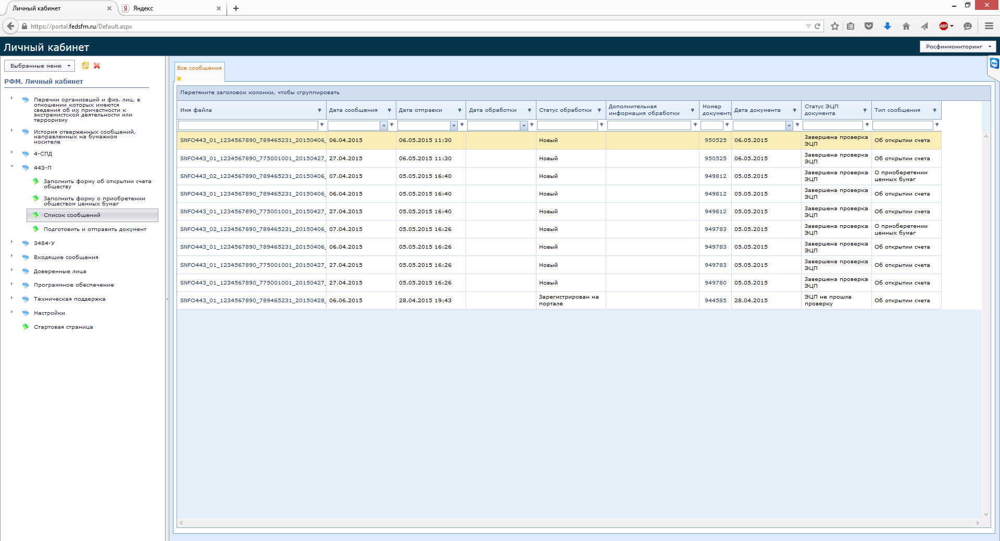 Личный кабинет
Яндекс
https://portal.fedsfm.ru/Default.aspx
ABP
Личный кабинет
Росфинмониторинг
Выбранные меню
РФМ. Личный кабинет
Перечни организаций и физ. лиц, в
отношении которых имеются
сведения об их причастности к
экстремистской деятельности или
терроризму
История отверженных сообщений,
направленных на бумажном
носителе
4-СПД
443-П
Заполнить форму об открытии счета
обществу
Заполнить форму о приобретении
обществом ценных бумаг
Список сообщений
Подготовить и отправить документ
3484-У
Входящие сообщения
Доверенные лица
Программное обеспечение
Техническая поддержка
Настройки
Стартовая страница
Все сообщения
Перетяните заголовок колонки, чтобы сгруппировать
Имя файла
Дата сообщения
Дата отправки
Дата обработки
Статус обработки
Дополнительная
информация обработки
Номер
документа
Дата документа
Статус ЭЦП
документа
Тип сообщения
SNFO443_01_1234567890_789465231_20150406_ 06.04.2015 06.05.2015 11:30 Новый 950525 06.05.2015 Завершена проверка ЭЦП Об открытии счета
SNFO443_01_1234567890_775001001_20150427_ 27.04.2015 06.05.2015 11:30 Новый 950525 06.05.2015 Завершена проверка ЭЦП Об открытии счета
SNFO443_02_1234567890_789465231_20150406_ 07.04.2015 05.05.2015 16:40 Новый 949812 05.05.2015 Завершена проверка ЭЦП О приоберетении ценных бумаг
SNFO443_01_1234567890_789465231_20150406_ 06.04.2015 05.05.2015 16:40 Новый 949812 05.05.2015 Завершена проверка ЭЦП Об открытии счета
SNFO443_01_1234567890_775001001_20150427_ 27.04.2015 05.05.2015 16:40 Новый 949812 05.05.2015 Завершена проверка ЭЦП Об открытии счета
SNFO443_02_1234567890_789465231_20150406_ 07.04.2015 05.05.2015 16:26 Новый 949783 05.05.2015 Завершена проверка ЭЦП О приоберетении ценных бумаг
SNFO443_01_1234567890_789465231_20150406_ 06.04.2015 05.05.2015 16:26 Новый 949783 05.05.2015 Завершена проверка ЭЦП Об открытии счета
SNFO443_01_1234567890_775001001_20150427_ 27.04.2015 05.05.2015 16:26 Новый 949783 05.05.2015 Завершена проверка ЭЦП Об открытии счета
SNFO443_01_1234567890_775001001_20150427_ 27.04.2015 05.05.2015 16:26 Новый 949780 05.05.2015 Завершена проверка ЭЦП Об открытии счета
SNFO443_01_1234567890_789465231_20150428_ 06.06.2015 28.04.2015 19:43 Зарегистрирован на портале 944585 28.04.2015 ЭЦП не прошла проверку Об открытии счета